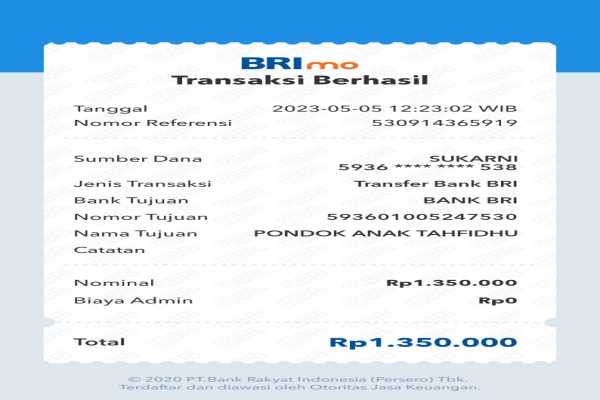 BRImo
Transaksi Berhasil
Tanggal 2023-05-05 12:23:02 WIB
Nomor Referensi 530914365919
Sumber Dana SUKARNI
5936 **** **** 538
Jenis Transaksi Transfer Bank BRI
Bank Tujuan BANK BRI
Nomor Tujuan 593601005247530
Nama Tujuan PONDOK ANAK TAHFIDHU
Catatan
Nominal Rp1.350.000
Biaya Admin Rp0
Total Rp1.350.000
© 2020 PT.Bank Rakyat Indonesia (Persero) Tbk.
Terdaftar dan diawasi oleh Otoritas Jasa Keuangan.